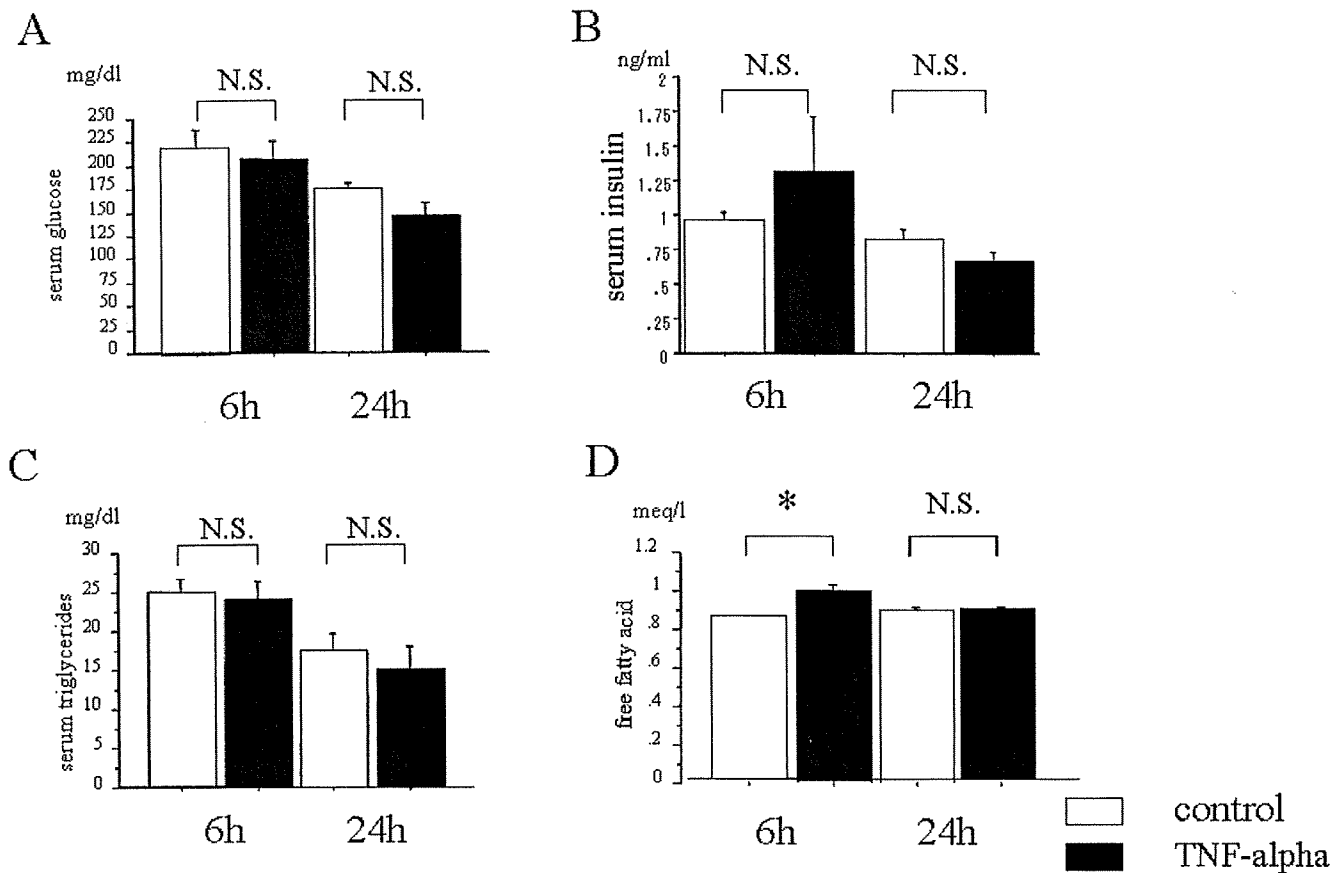 A
mg/dl
N.S.
N.S.
serum glucose
250
225
200
175
150
125
100
75
50
25
0
6h
24h
B
ng/ml
N.S.
N.S.
serum insulin
2
1.75
1.5
1.25
1
.75
.5
.25
0
6h
24h
C
mg/dl
N.S.
N.S.
serum triglycerides
30
25
20
15
10
5
0
6h
24h
D
meq/l
*
N.S.
free fatty acid
1.2
1
.8
.6
.4
.2
0
6h
24h
control
TNF-alpha